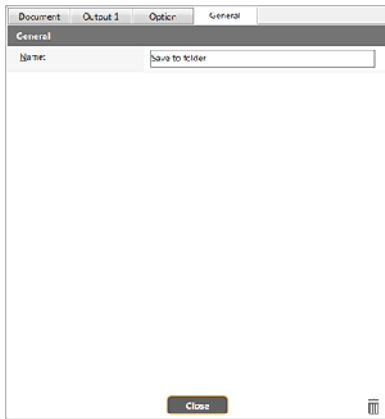 Document Output 1 Option General
General
Name: Save to folder
Close